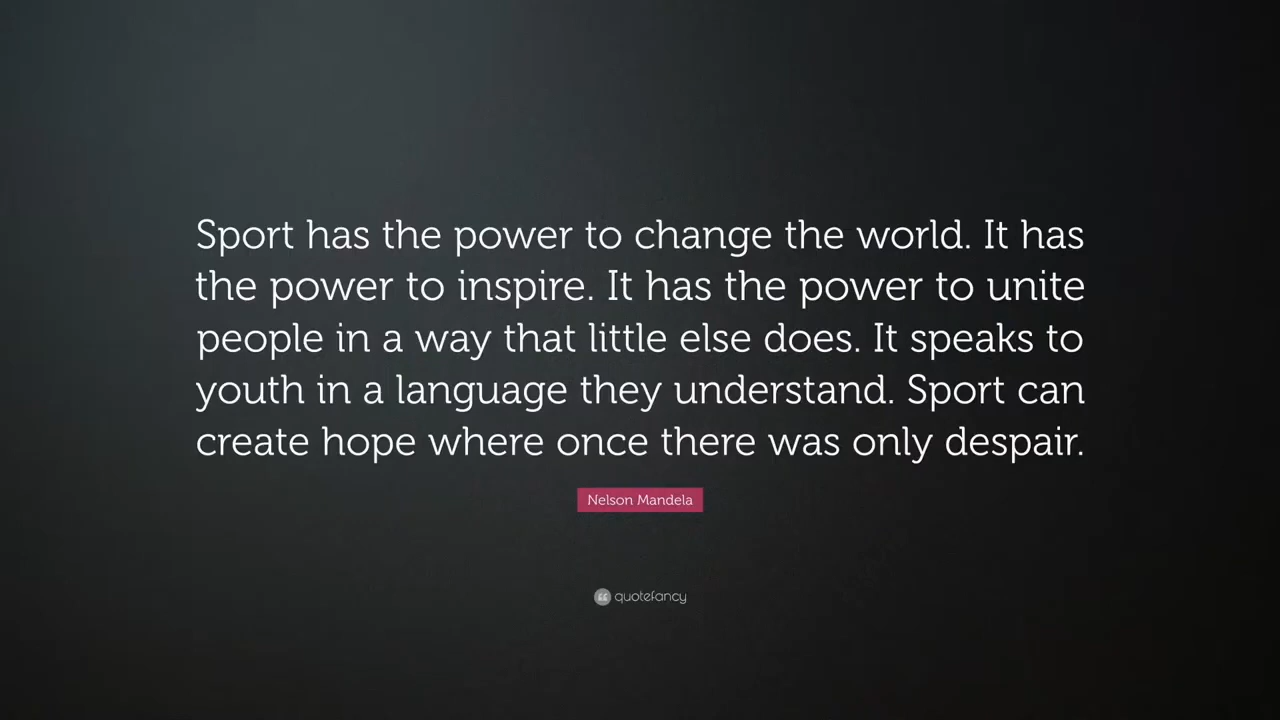 Sport has the power to change the world. It has
the power to inspire. It has the power to unite
people in a way that little else does. It speaks to
youth in a language they understand. Sport can
create hope where once there was only despair.
Nelson Mandela
quotefancy